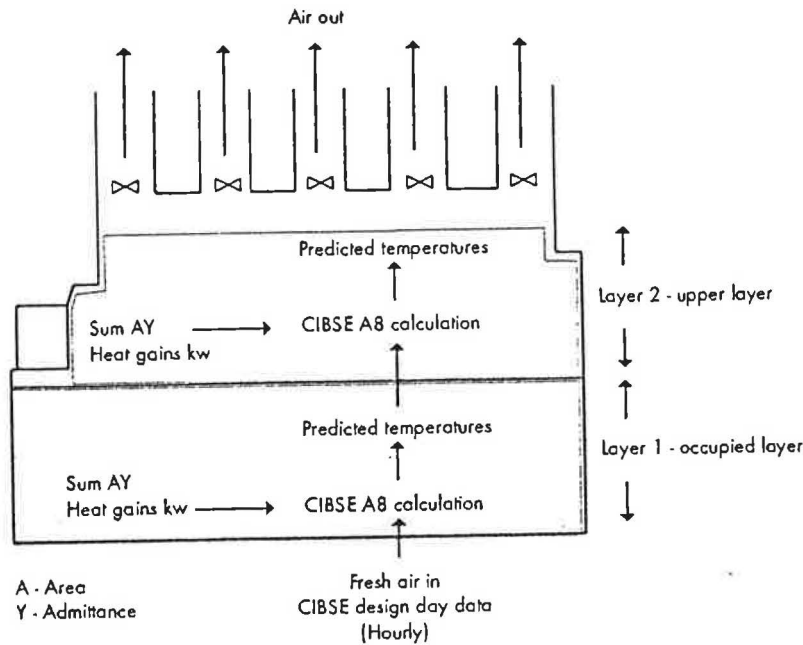 Air out
Predicted temperatures
Layer 2 - upper layer
Sum AY
Heat gains kw
CIBSE A8 calculation
Predicted temperatures
Layer 1 - occupied layer
Sum AY
Heat gains kw
CIBSE A8 calculation
A - Area
Y - Admittance
Fresh air in
CIBSE design day data
(Hourly)